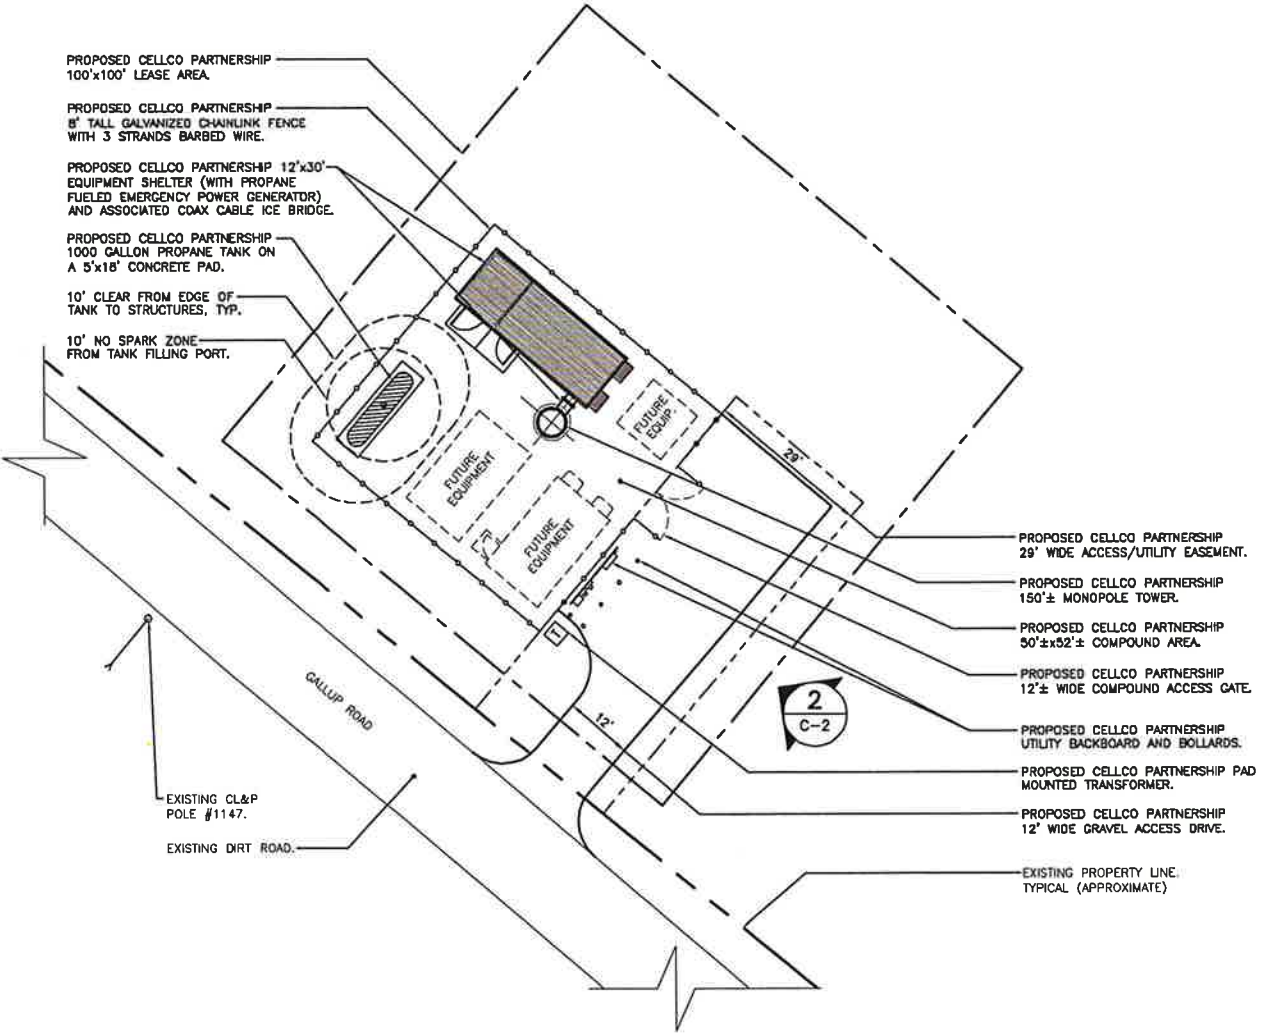 PROPOSED CELLCO PARTNERSHIP
100'x100' LEASE AREA.
PROPOSED CELLCO PARTNERSHIP
8' TALL GALVANIZED CHAINLINK FENCE
WITH 3 STRANDS BARBED WIRE.
PROPOSED CELLCO PARTNERSHIP 12'x30'
EQUIPMENT SHELTER (WITH PROPANE
FUELED EMERGENCY POWER GENERATOR)
AND ASSOCIATED COAX CABLE ICE BRIDGE.
PROPOSED CELLCO PARTNERSHIP
1000 GALLON PROPANE TANK ON
A 5'x18' CONCRETE PAD.
10' CLEAR FROM EDGE OF
TANK TO STRUCTURES, TYP.
10' NO SPARK ZONE
FROM TANK FILLING PORT.
FUTURE
EQUIP.
FUTURE
EQUIPMENT
FUTURE
EQUIPMENT
29'
T
12'
GALLUP ROAD
2
C-2
EXISTING CL&P
POLE #1147.
EXISTING DIRT ROAD.
PROPOSED CELLCO PARTNERSHIP
29' WIDE ACCESS/UTILITY EASEMENT.
PROPOSED CELLCO PARTNERSHIP
150'± MONOPOLE TOWER.
PROPOSED CELLCO PARTNERSHIP
50'±x52'± COMPOUND AREA.
PROPOSED CELLCO PARTNERSHIP
12'± WIDE COMPOUND ACCESS GATE.
PROPOSED CELLCO PARTNERSHIP
UTILITY BACKBOARD AND BOLLARDS.
PROPOSED CELLCO PARTNERSHIP PAD
MOUNTED TRANSFORMER.
PROPOSED CELLCO PARTNERSHIP
12' WIDE GRAVEL ACCESS DRIVE.
EXISTING PROPERTY LINE.
TYPICAL (APPROXIMATE)